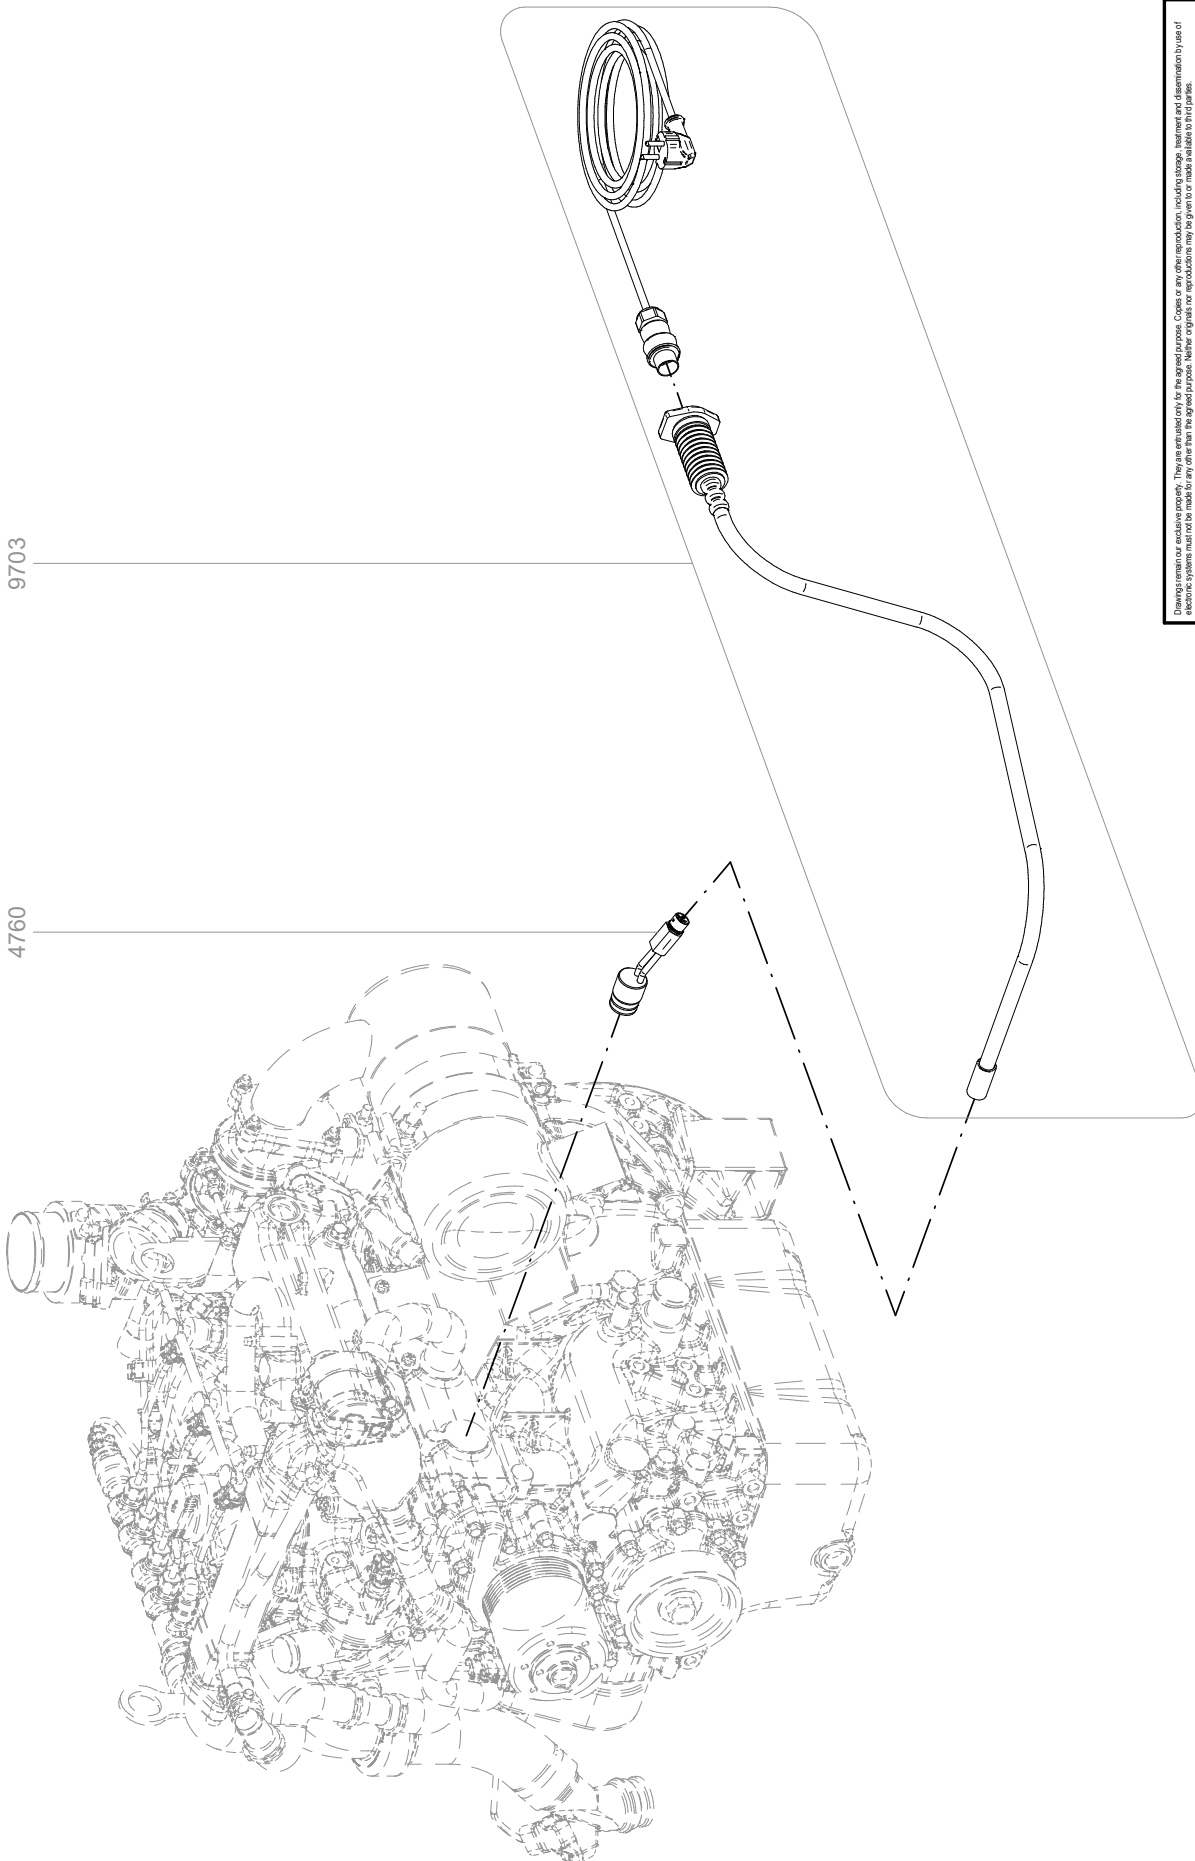 9703
4760
Drawings remain our exclusive property. They are entrusted only for the agreed purpose. Copies or any other reproduction, including storage, treatment and dissemination by use of
electronic systems must not be made for any other than the agreed purpose. Neither originals nor reproductions may be given to or made available to third parties.